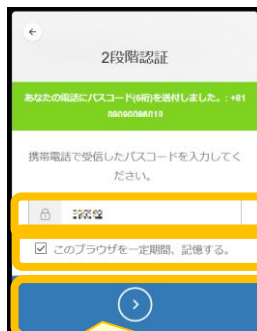 2段階認証
あなたの電話にパスコード(6桁)を送付しました。: +81
携帯電話で受信したパスコードを入力してく
ださい。
このブラウザを一定期間、記憶する。